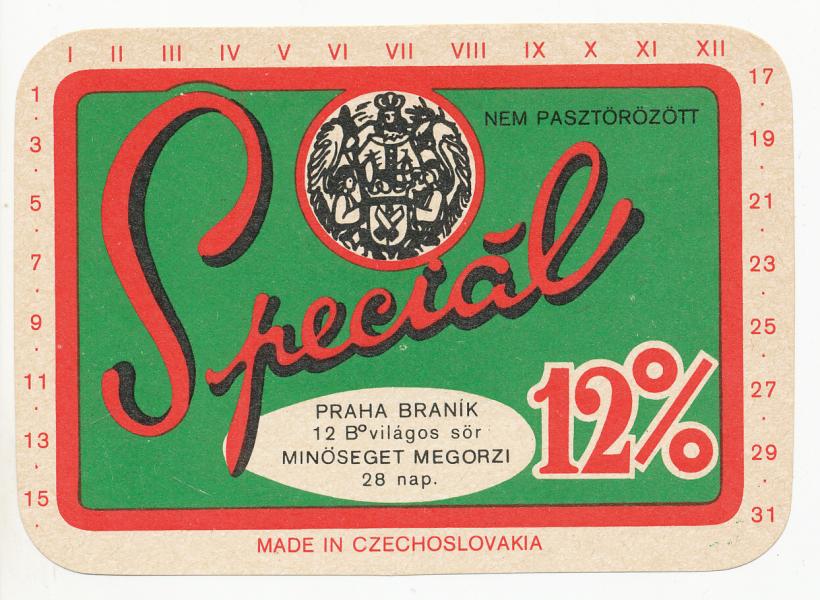 I II III IV V VI VII VIII IX X XI XII
1
3
5
7
9
11
13
15
17
19
21
23
25
27
29
31
NEM PASZTÖRÖZÖTT
Speciál
12%
PRAHA BRANÍK
12 B° világos sör
MINÖSEGET MEGORZI
28 nap.
MADE IN CZECHOSLOVAKIA